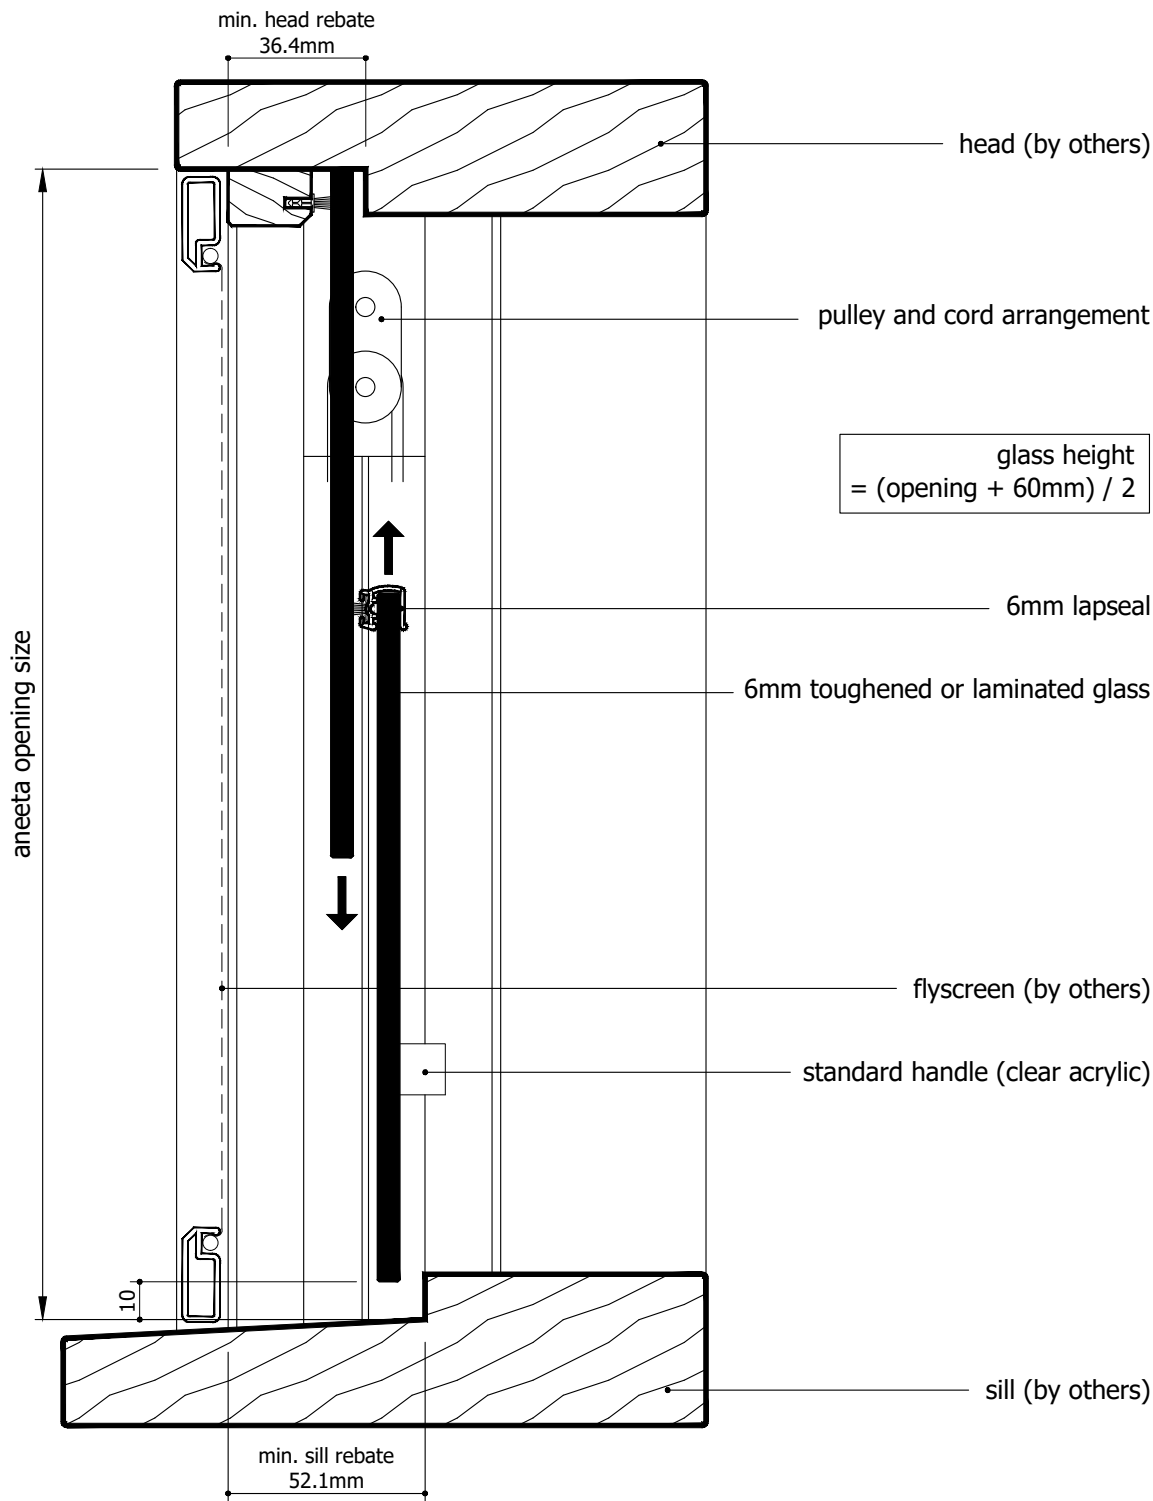 min. head rebate
36.4mm
head (by others)
pulley and cord arrangement
glass height
= (opening + 60mm) / 2
6mm lapseal
6mm toughened or laminated glass
aneeta opening size
flyscreen (by others)
standard handle (clear acrylic)
10
sill (by others)
min. sill rebate
52.1mm